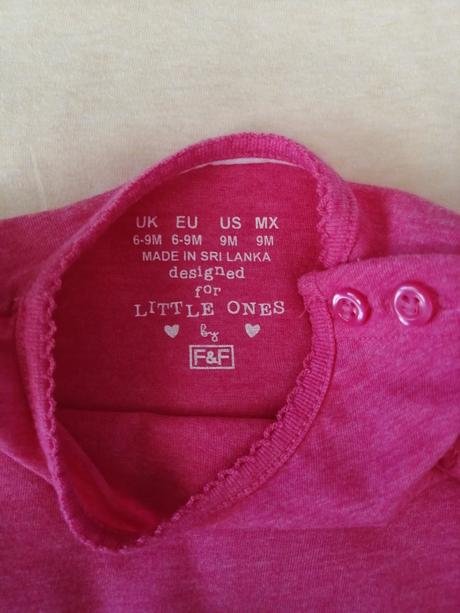 UK EU US MX
6-9M 6-9M 9M 9M
MADE IN SRI LANKA
designed
for
LITTLE ONES
by
F&F